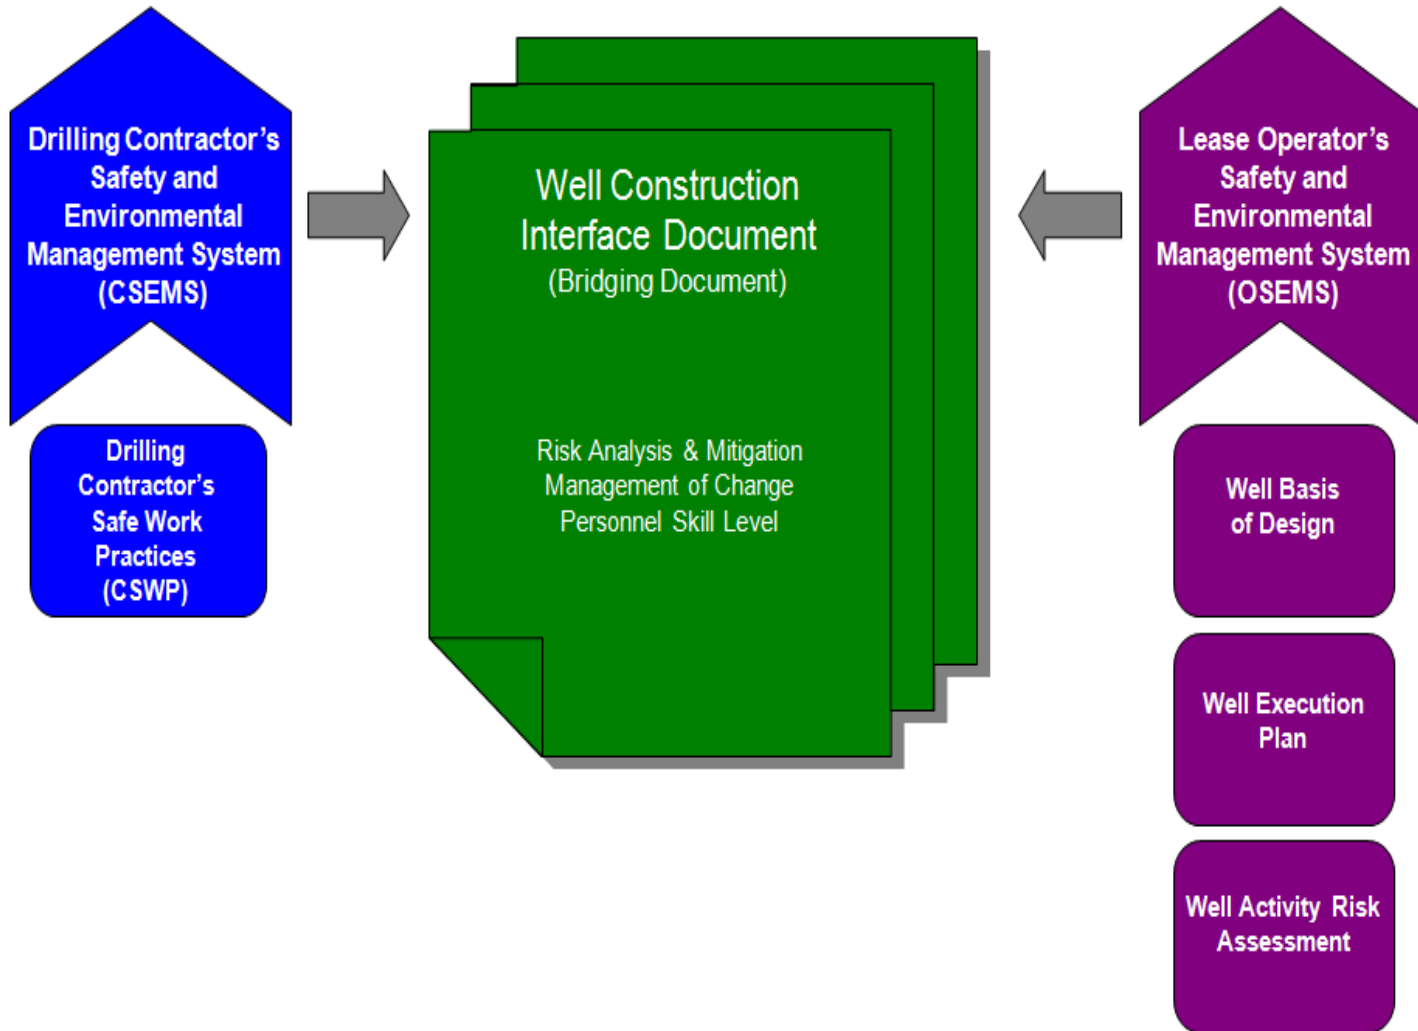 Drilling Contractor's
Safety and
Environmental
Management System
(CSEMS)
Drilling
Contractor's
Safe Work
Practices
(CSWP)
Well Construction
Interface Document
(Bridging Document)
Risk Analysis & Mitigation
Management of Change
Personnel Skill Level
Lease Operator's
Safety and
Environmental
Management System
(OSEMS)
Well Basis
of Design
Well Execution
Plan
Well Activity Risk
Assessment